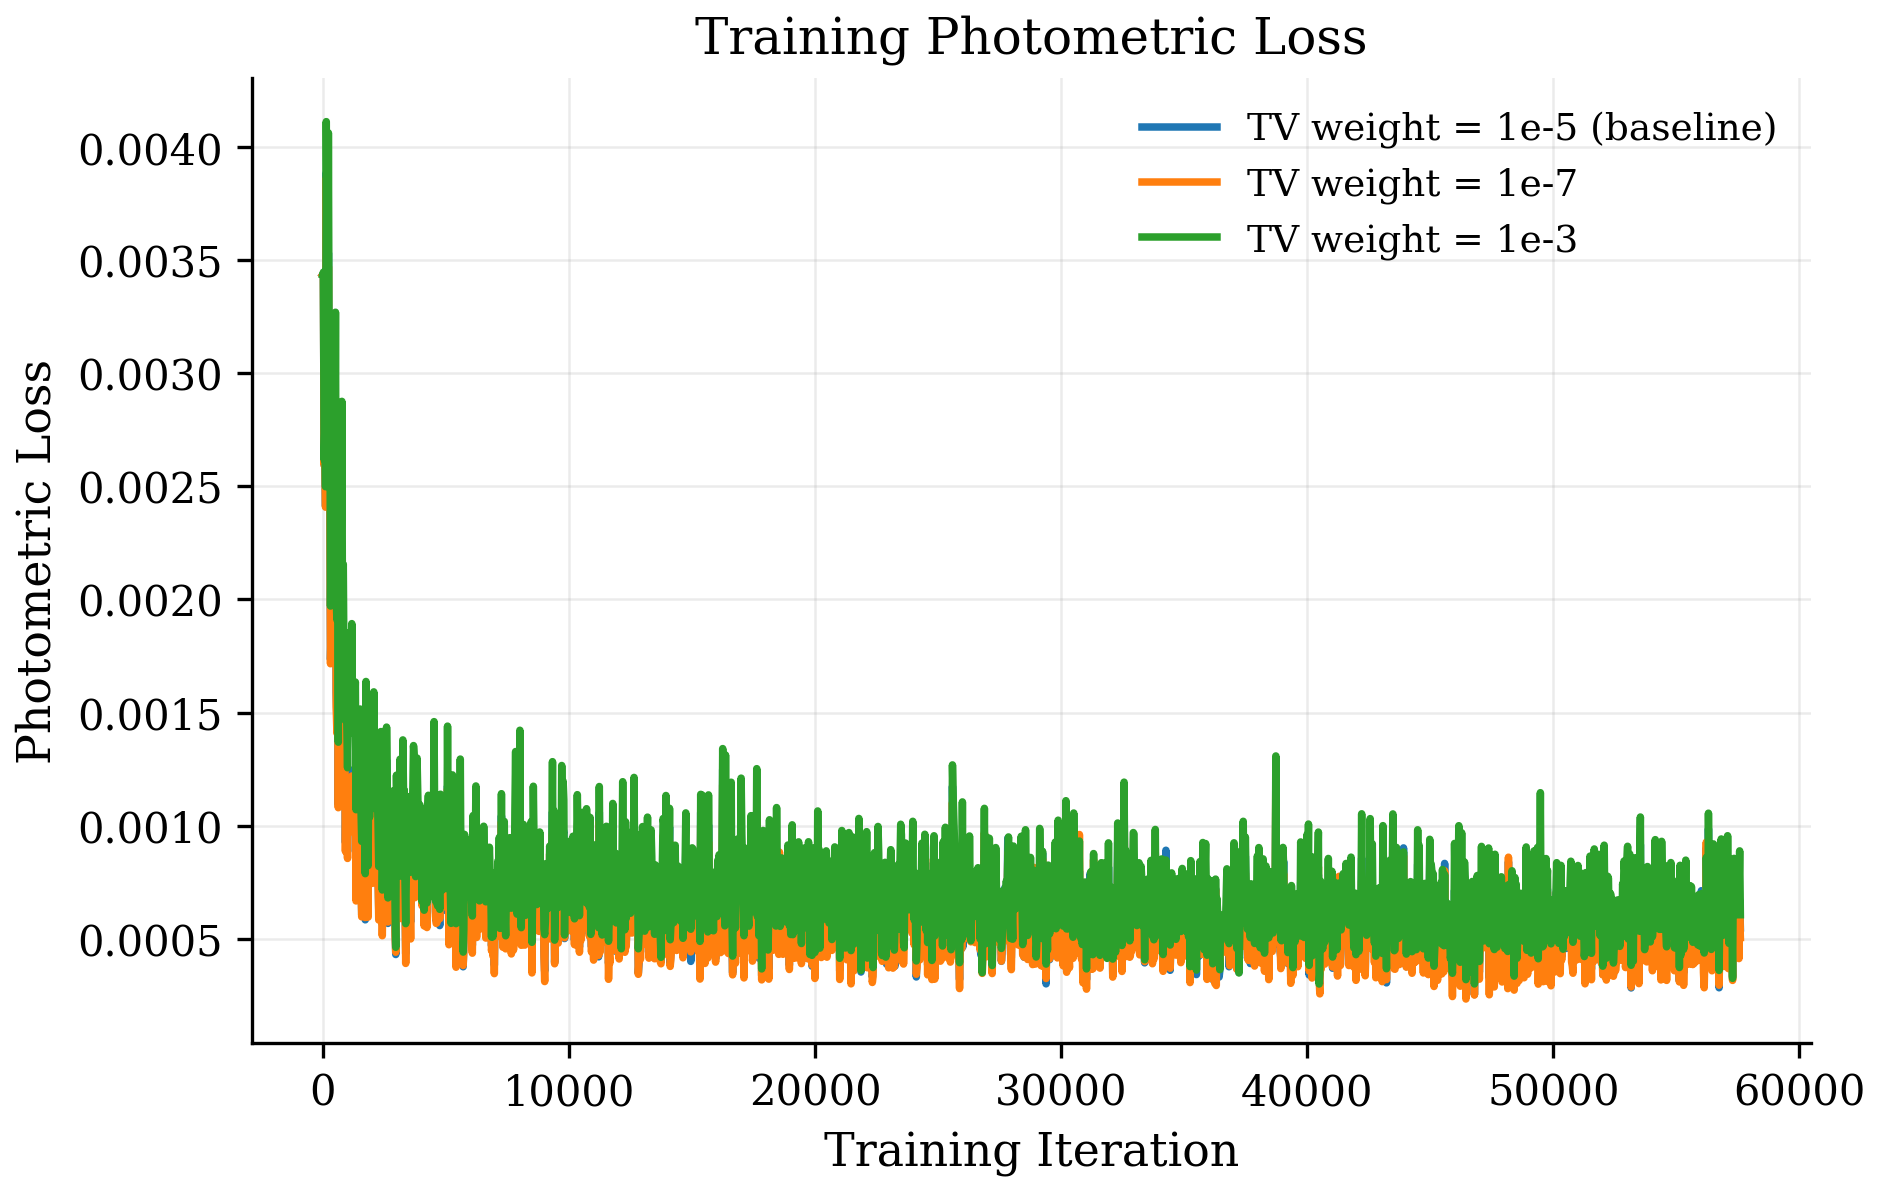 Training Photometric Loss
TV weight = 1e-5 (baseline)
TV weight = 1e-7
TV weight = 1e-3
Photometric Loss
0.0040
0.0035
0.0030
0.0025
0.0020
0.0015
0.0010
0.0005
0 10000 20000 30000 40000 50000 60000
Training Iteration